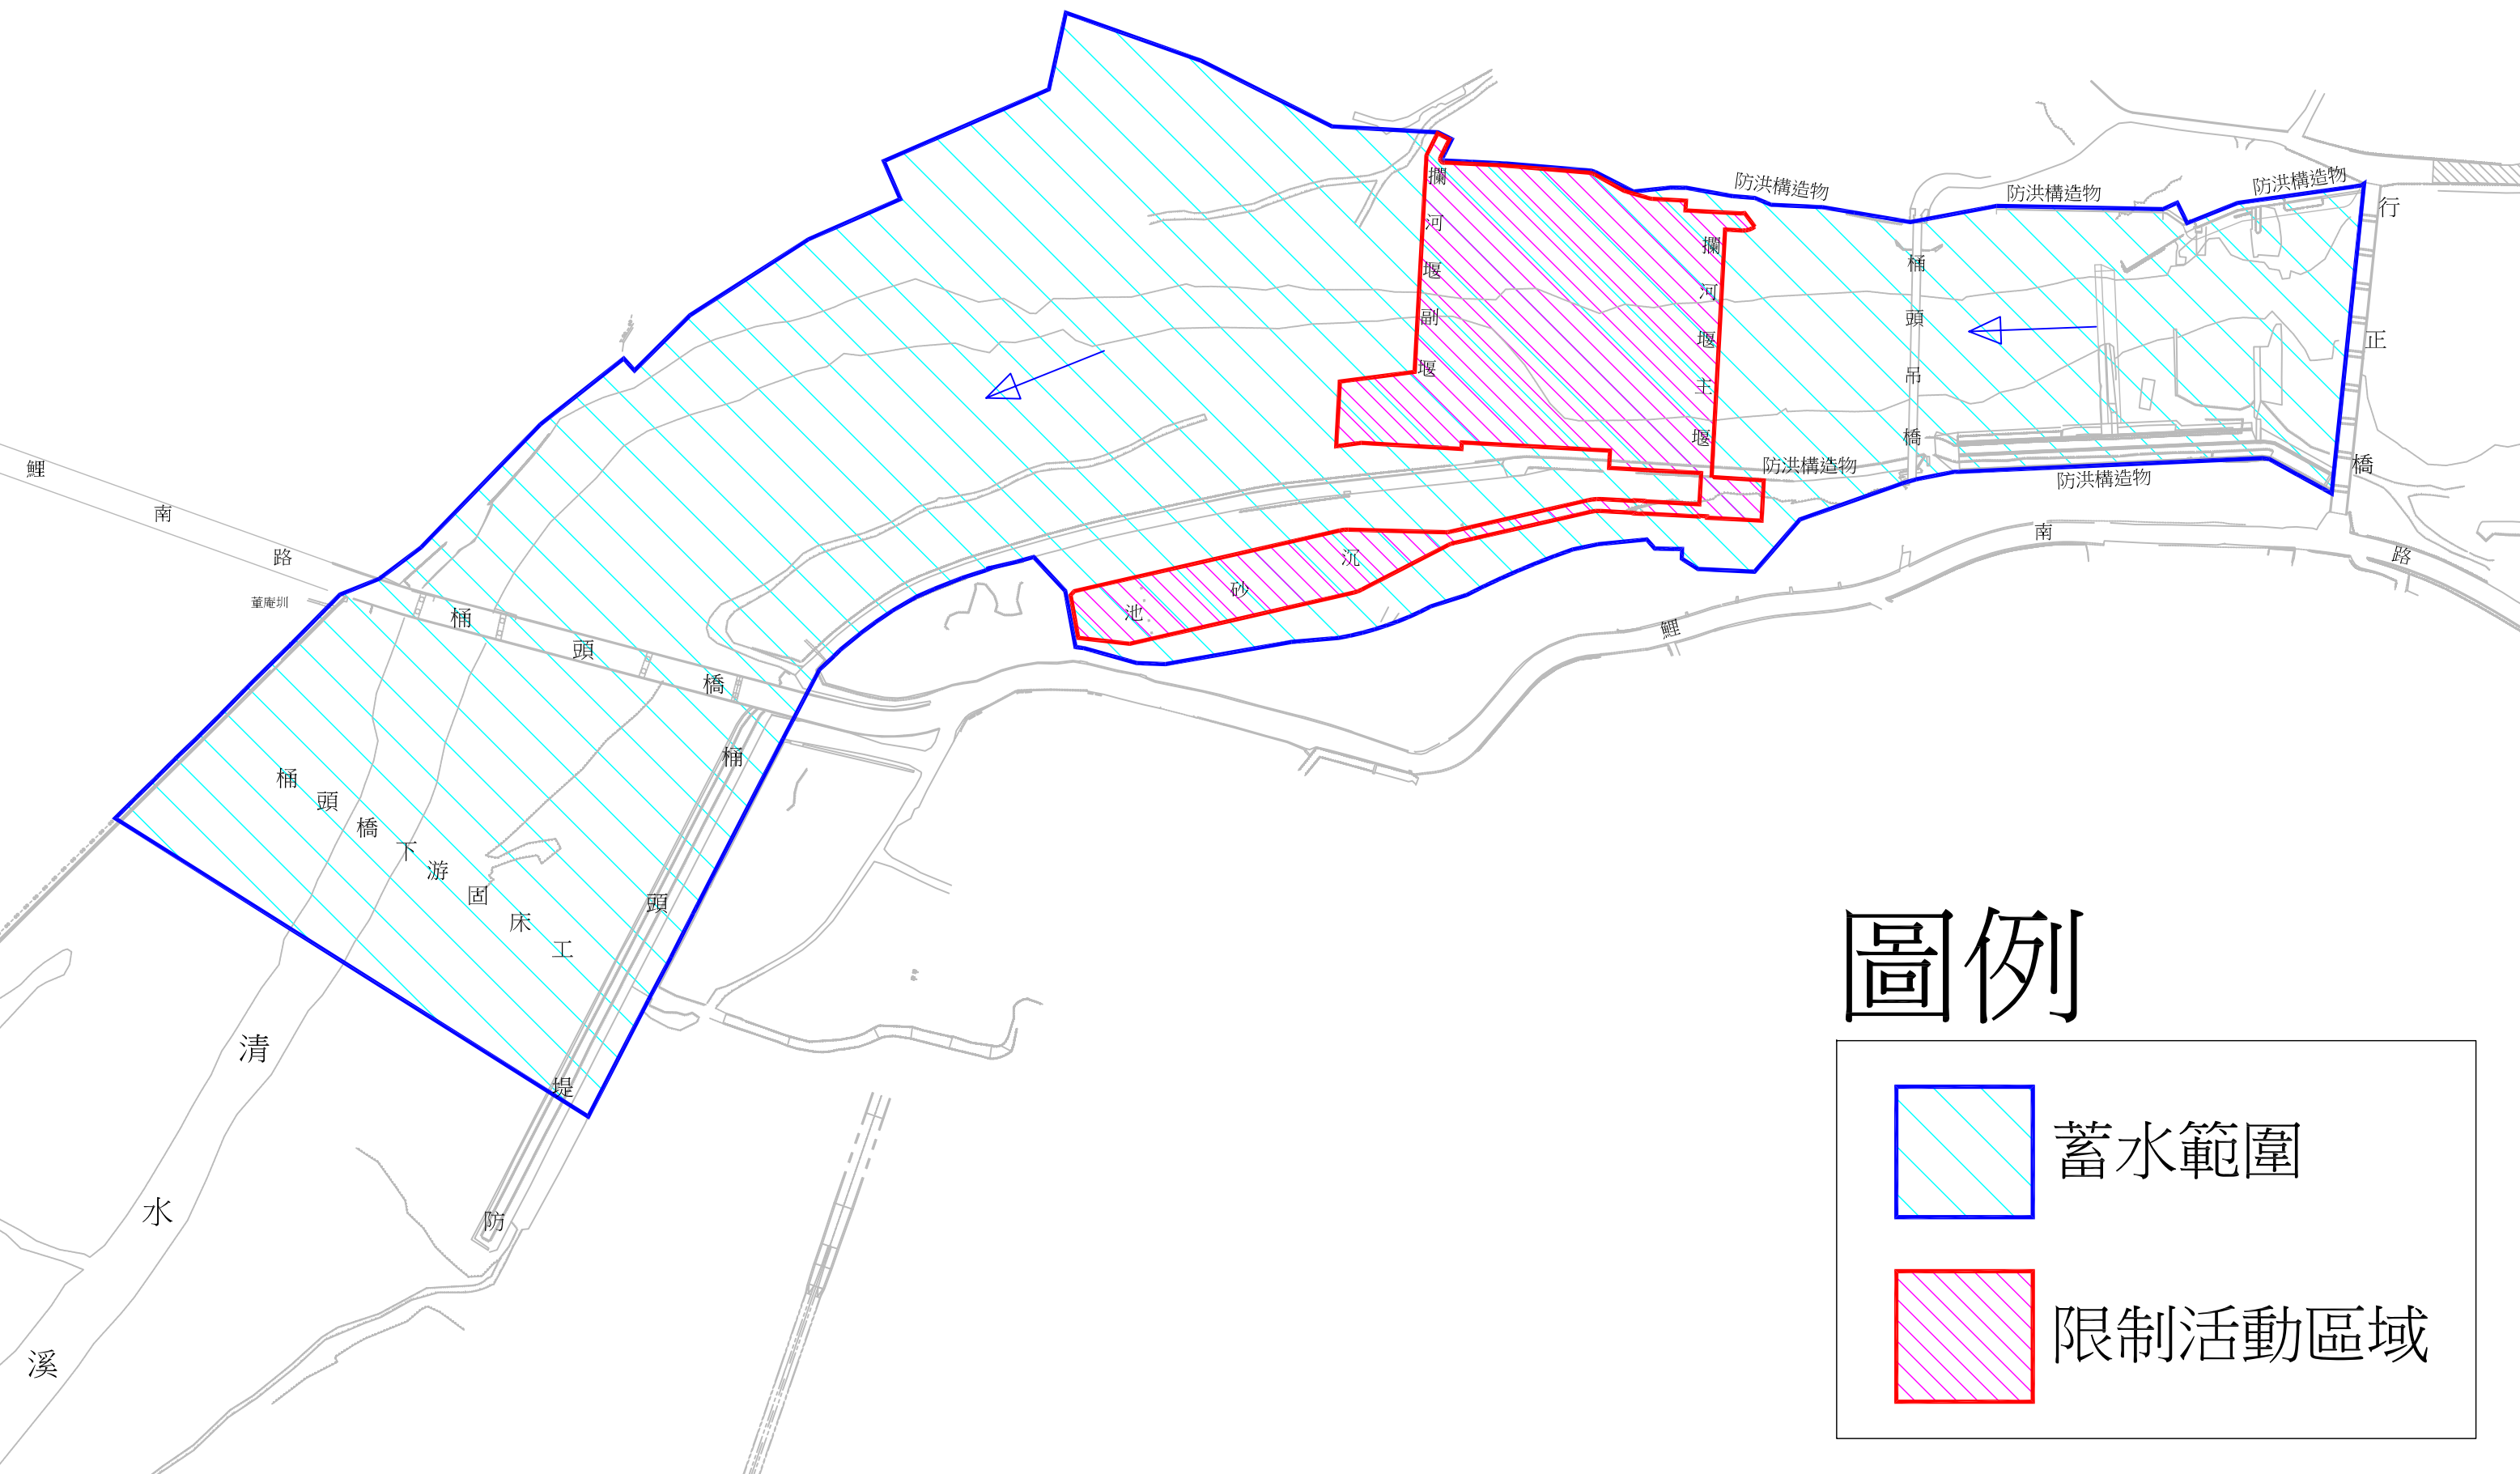 防洪構造物
防洪構造物
防洪構造物
行正橋
攔河堰副堰
攔河堰主堰
桶頭吊橋
防洪構造物
防洪構造物
鯉南路
董庵圳
桶頭橋
沉砂池
鯉南路
桶頭橋下游固床工
桶頭堤防
清水溪
圖例
蓄水範圍
限制活動區域